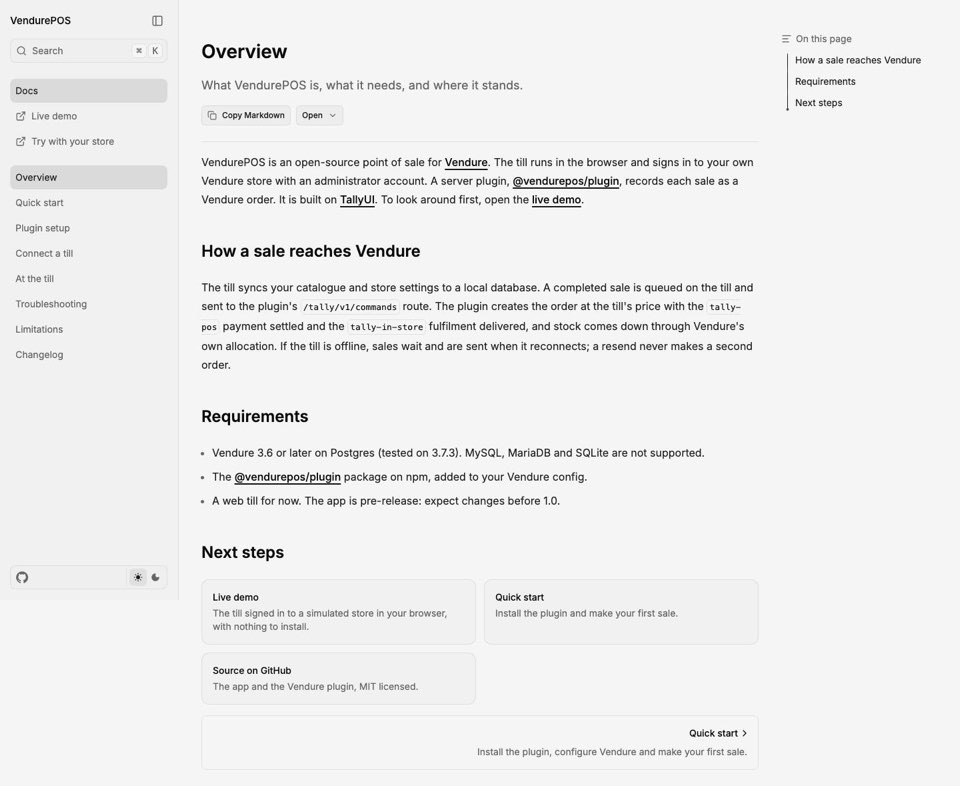 VendurePOS
Search
⌘ K
Docs
Live demo
Try with your store
Overview
Quick start
Plugin setup
Connect a till
At the till
Troubleshooting
Limitations
Changelog
Overview
What VendurePOS is, what it needs, and where it stands.
Copy Markdown
Open
VendurePOS is an open-source point of sale for Vendure. The till runs in the browser and signs in to your own
Vendure store with an administrator account. A server plugin, @vendurepos/plugin, records each sale as a
Vendure order. It is built on TallyUI. To look around first, open the live demo.
How a sale reaches Vendure
The till syncs your catalogue and store settings to a local database. A completed sale is queued on the till and
sent to the plugin's /tally/v1/commands route. The plugin creates the order at the till's price with the tally-
pos payment settled and the tally-in-store fulfilment delivered, and stock comes down through Vendure's
own allocation. If the till is offline, sales wait and are sent when it reconnects; a resend never makes a second
order.
Requirements
• Vendure 3.6 or later on Postgres (tested on 3.7.3). MySQL, MariaDB and SQLite are not supported.
• The @vendurepos/plugin package on npm, added to your Vendure config.
• A web till for now. The app is pre-release: expect changes before 1.0.
Next steps
Live demo
The till signed in to a simulated store in your browser,
with nothing to install.
Quick start
Install the plugin and make your first sale.
Source on GitHub
The app and the Vendure plugin, MIT licensed.
Quick start
Install the plugin, configure Vendure and make your first sale.
On this page
How a sale reaches Vendure
Requirements
Next steps